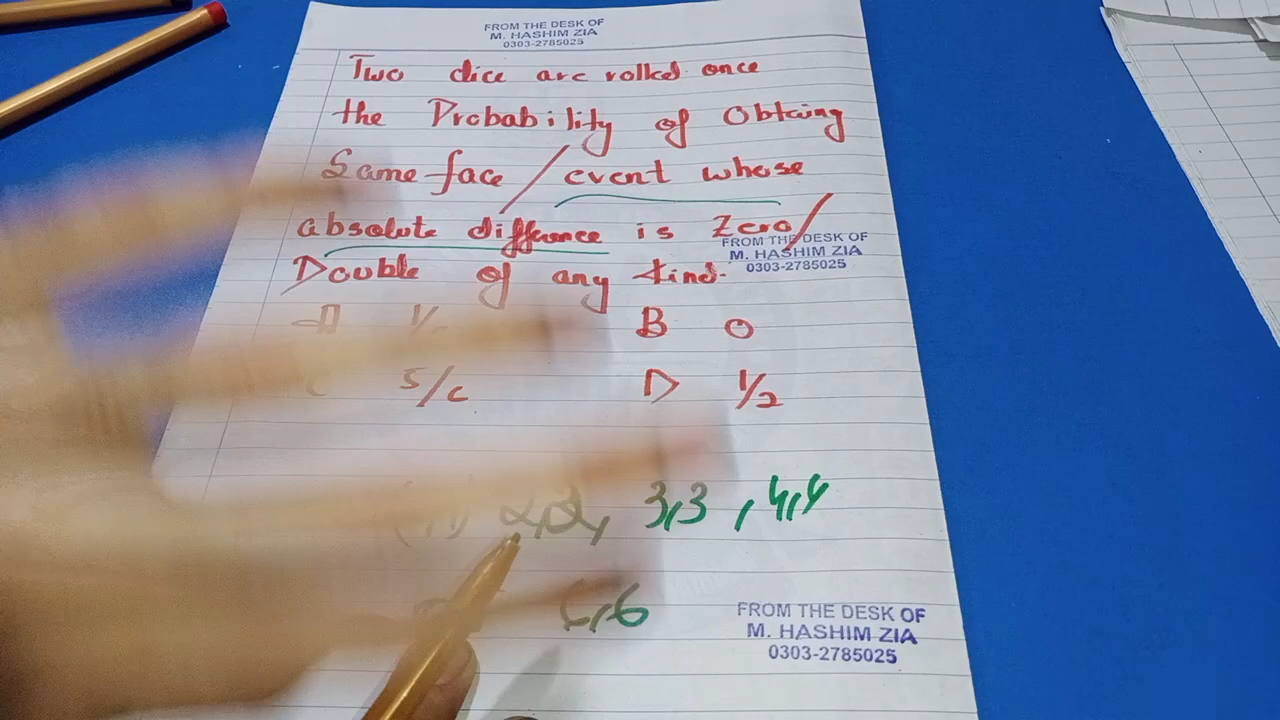 FROM THE DESK OF
M. HASHIM ZIA
0303-2785025
Two dice are rolled once
the Probability of Obtaing
Same face / event whose
absolute difference is Zero/
FROM THE DESK OF
M. HASHIM ZIA
0303-2785025
Double of any kind.
B 0
5/6 D 1/2
2,2, 3,3 , 4,4
6,6
FROM THE DESK OF
M. HASHIM ZIA
0303-2785025